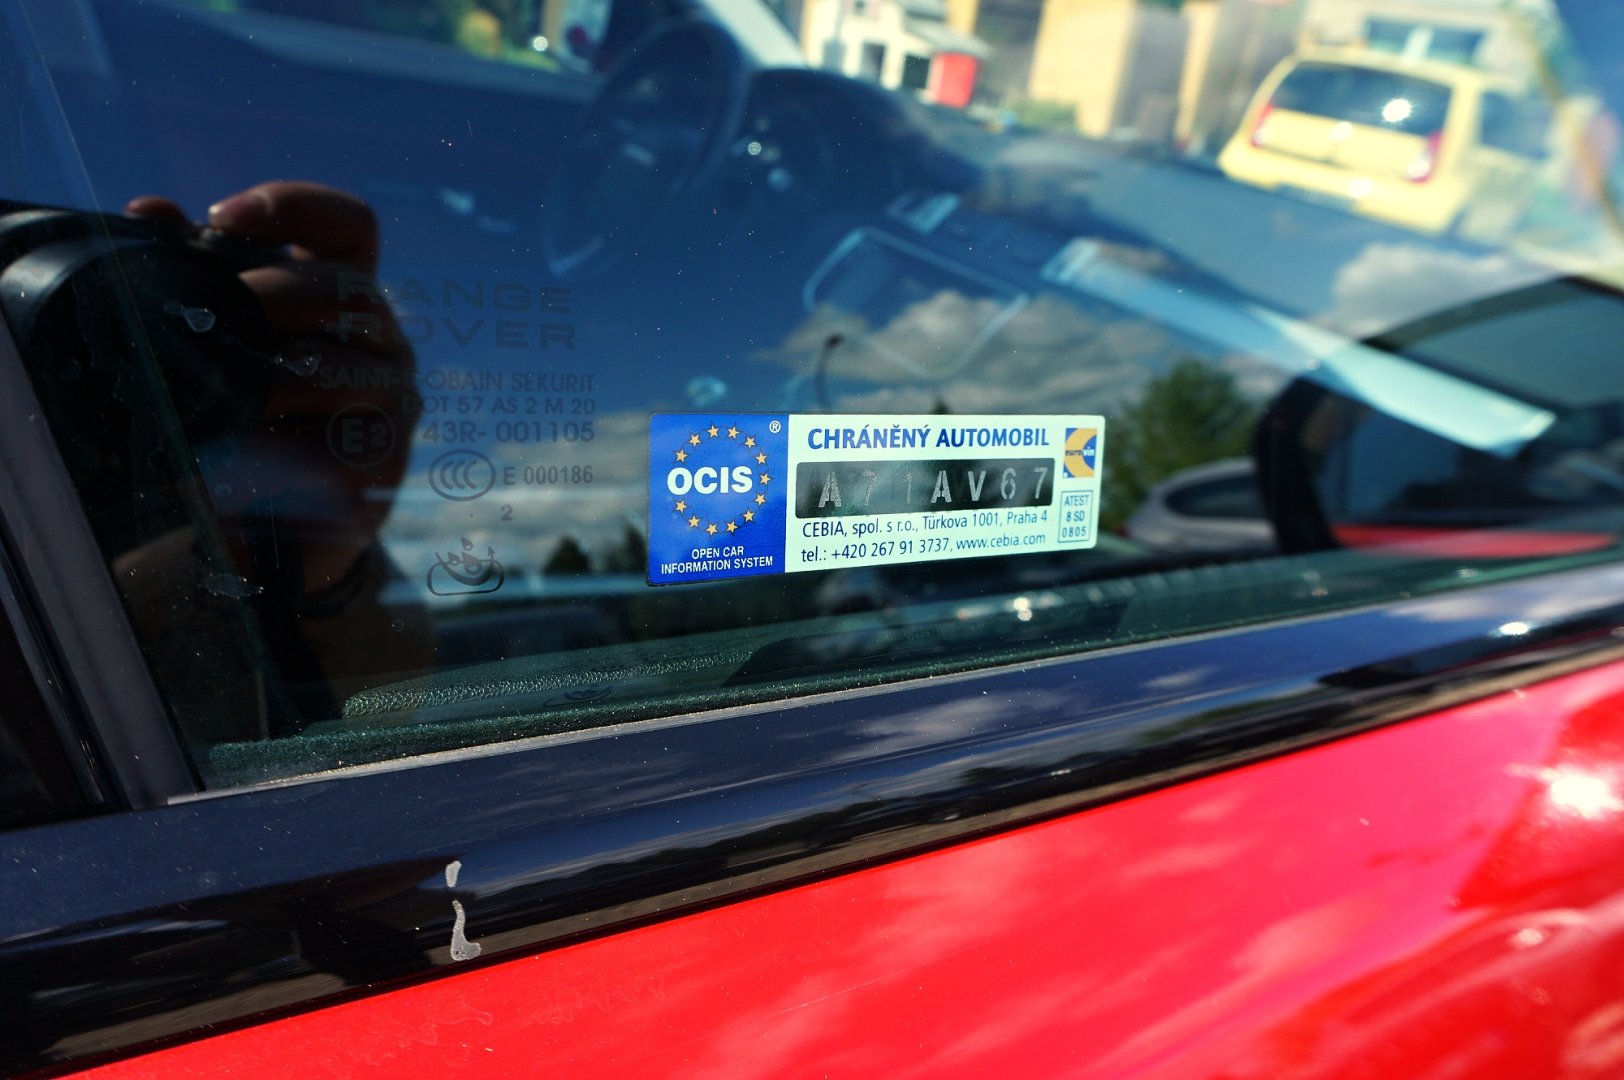 RANGE
ROVER
SAINT-GOBAIN SEKURIT
DOT 57 AS 2 M 20
E2 43R- 001105
CCC E 000186
. 2
®
OCIS
OPEN CAR
INFORMATION SYSTEM
CHRÁNĚNÝ AUTOMOBIL
A71AV67
CEBIA, spol. s r.o., Türkova 1001, Praha 4
tel.: +420 267 91 3737, www.cebia.com
eurovin
ATEST
8 SD
0805